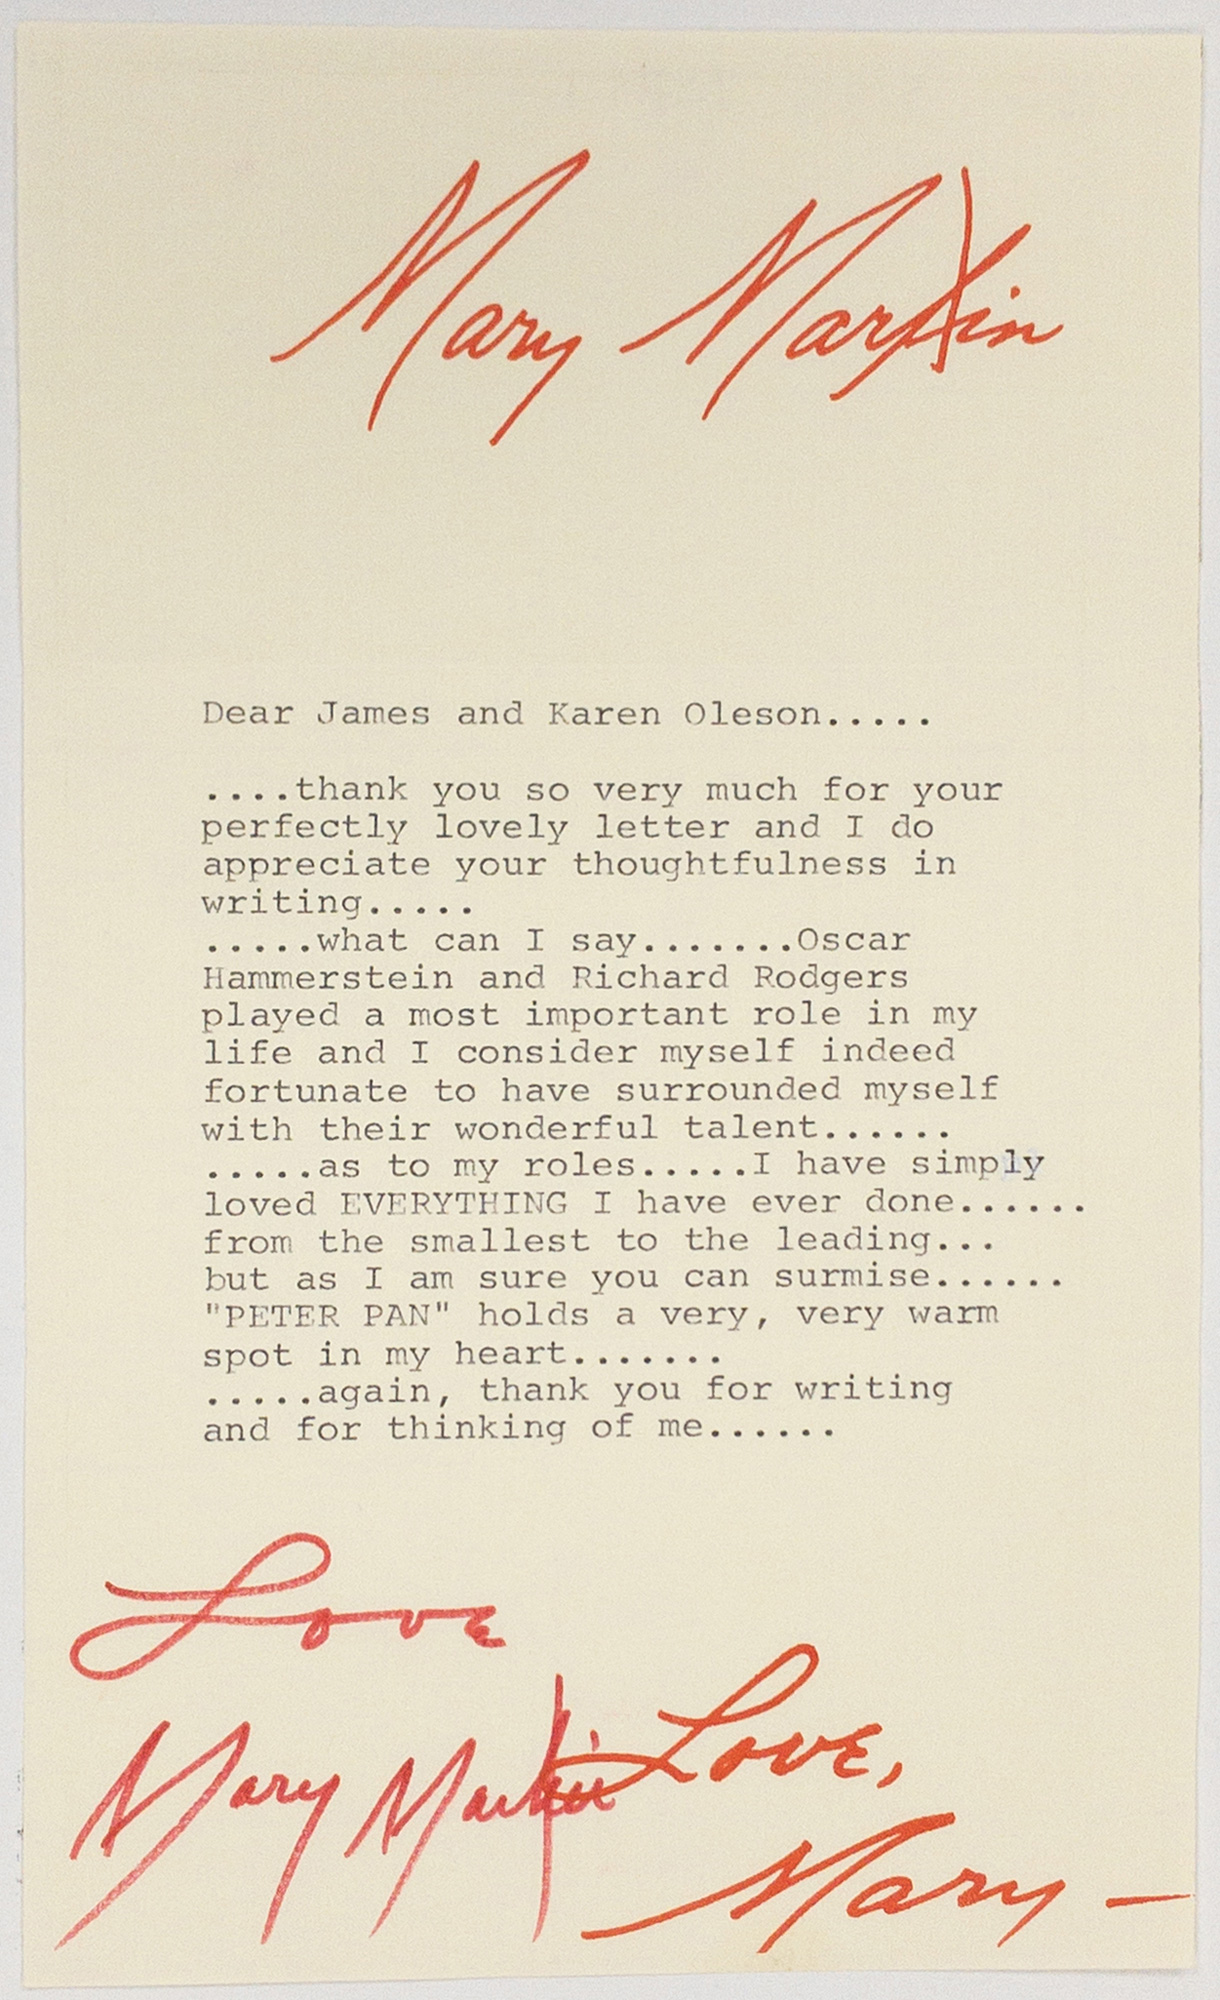 Mary Martin
Dear James and Karen Oleson.....
....thank you so very much for your
perfectly lovely letter and I do
appreciate your thoughtfulness in
writing.....
.....what can I say.......Oscar
Hammerstein and Richard Rodgers
played a most important role in my
life and I consider myself indeed
fortunate to have surrounded myself
with their wonderful talent......
.....as to my roles.....I have simply
loved EVERYTHING I have ever done......
from the smallest to the leading...
but as I am sure you can surmise......
"PETER PAN" holds a very, very warm
spot in my heart.......
.....again, thank you for writing
and for thinking of me......
Love
Mary Martin
Love,
Mary —